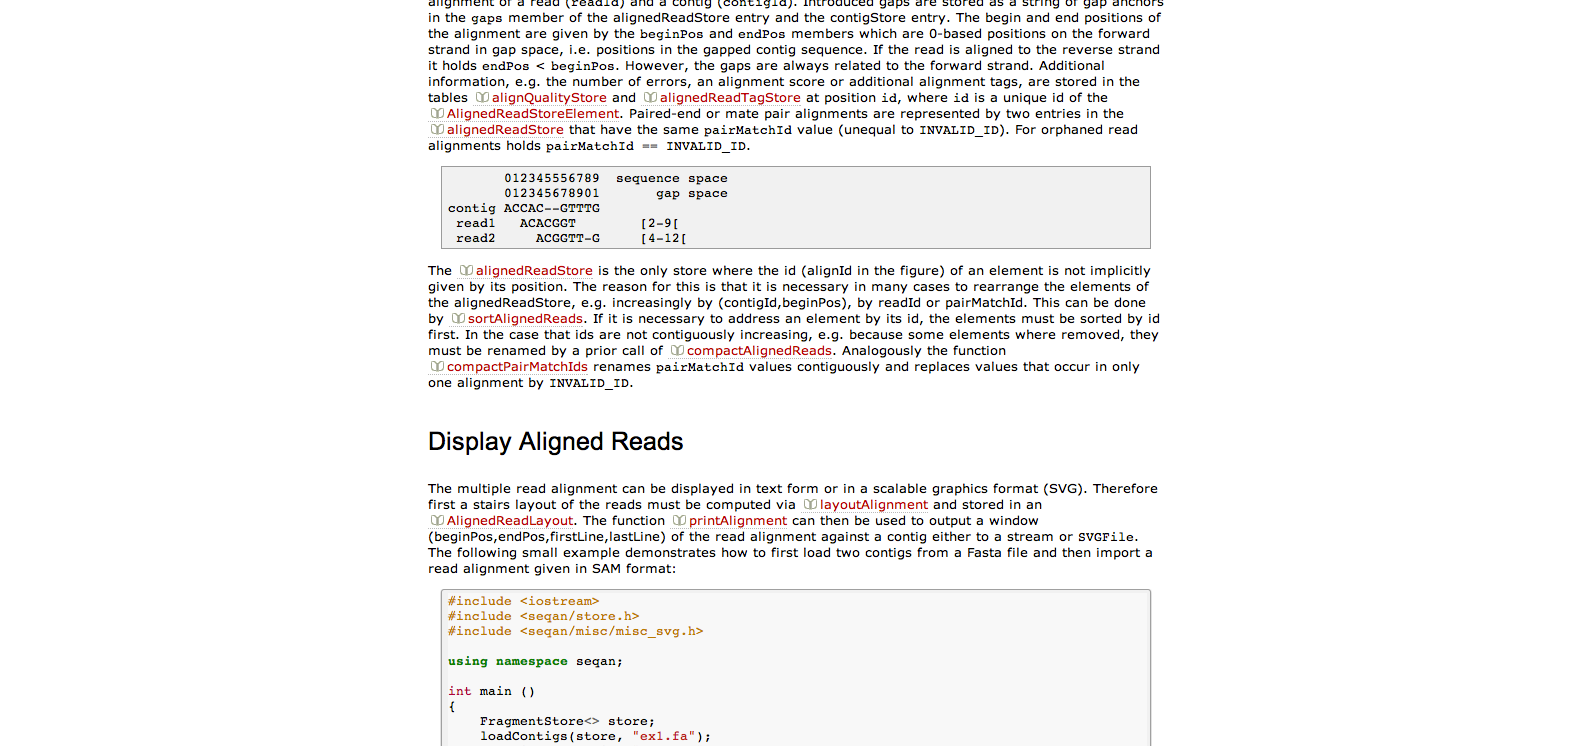 alignment of a read (readId) and a contig (contigId). Introduced gaps are stored as a string of gap anchors
in the gaps member of the alignedReadStore entry and the contigStore entry. The begin and end positions of
the alignment are given by the beginPos and endPos members which are 0-based positions on the forward
strand in gap space, i.e. positions in the gapped contig sequence. If the read is aligned to the reverse strand
it holds endPos < beginPos. However, the gaps are always related to the forward strand. Additional
information, e.g. the number of errors, an alignment score or additional alignment tags, are stored in the
tables alignQualityStore and alignedReadTagStore at position id, where id is a unique id of the
AlignedReadStoreElement. Paired-end or mate pair alignments are represented by two entries in the
alignedReadStore that have the same pairMatchId value (unequal to INVALID_ID). For orphaned read
alignments holds pairMatchId == INVALID_ID.
012345556789 sequence space
012345678901 gap space
contig ACCAC--GTTTG
read1 ACACGGT [2-9[
read2 ACGGTT-G [4-12[
The alignedReadStore is the only store where the id (alignId in the figure) of an element is not implicitly
given by its position. The reason for this is that it is necessary in many cases to rearrange the elements of
the alignedReadStore, e.g. increasingly by (contigId,beginPos), by readId or pairMatchId. This can be done
by sortAlignedReads. If it is necessary to address an element by its id, the elements must be sorted by id
first. In the case that ids are not contiguously increasing, e.g. because some elements where removed, they
must be renamed by a prior call of compactAlignedReads. Analogously the function
compactPairMatchIds renames pairMatchId values contiguously and replaces values that occur in only
one alignment by INVALID_ID.
Display Aligned Reads
The multiple read alignment can be displayed in text form or in a scalable graphics format (SVG). Therefore
first a stairs layout of the reads must be computed via layoutAlignment and stored in an
AlignedReadLayout. The function printAlignment can then be used to output a window
(beginPos,endPos,firstLine,lastLine) of the read alignment against a contig either to a stream or SVGFile.
The following small example demonstrates how to first load two contigs from a Fasta file and then import a
read alignment given in SAM format:
#include <iostream>
#include <seqan/store.h>
#include <seqan/misc/misc_svg.h>
using namespace seqan;
int main ()
{
FragmentStore<> store;
loadContigs(store, "ex1.fa");